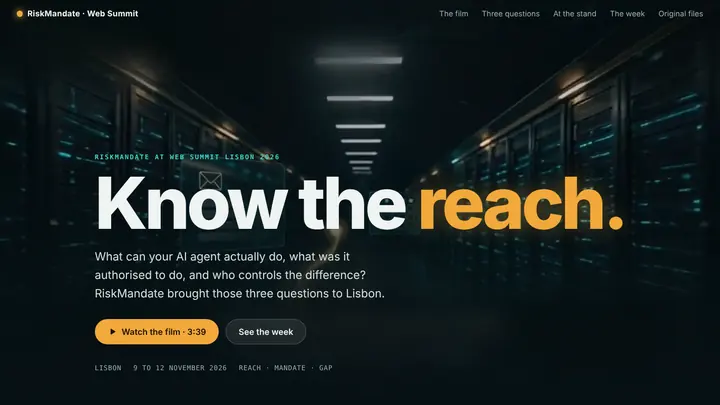 RiskMandate · Web Summit
The film
Three questions
At the stand
The week
Original files
RISKMANDATE AT WEB SUMMIT LISBON 2026
Know the reach.
What can your AI agent actually do, what was it
authorised to do, and who controls the difference?
RiskMandate brought those three questions to Lisbon.
Watch the film · 3:39
See the week
LISBON 9 TO 12 NOVEMBER 2026 REACH · MANDATE · GAP